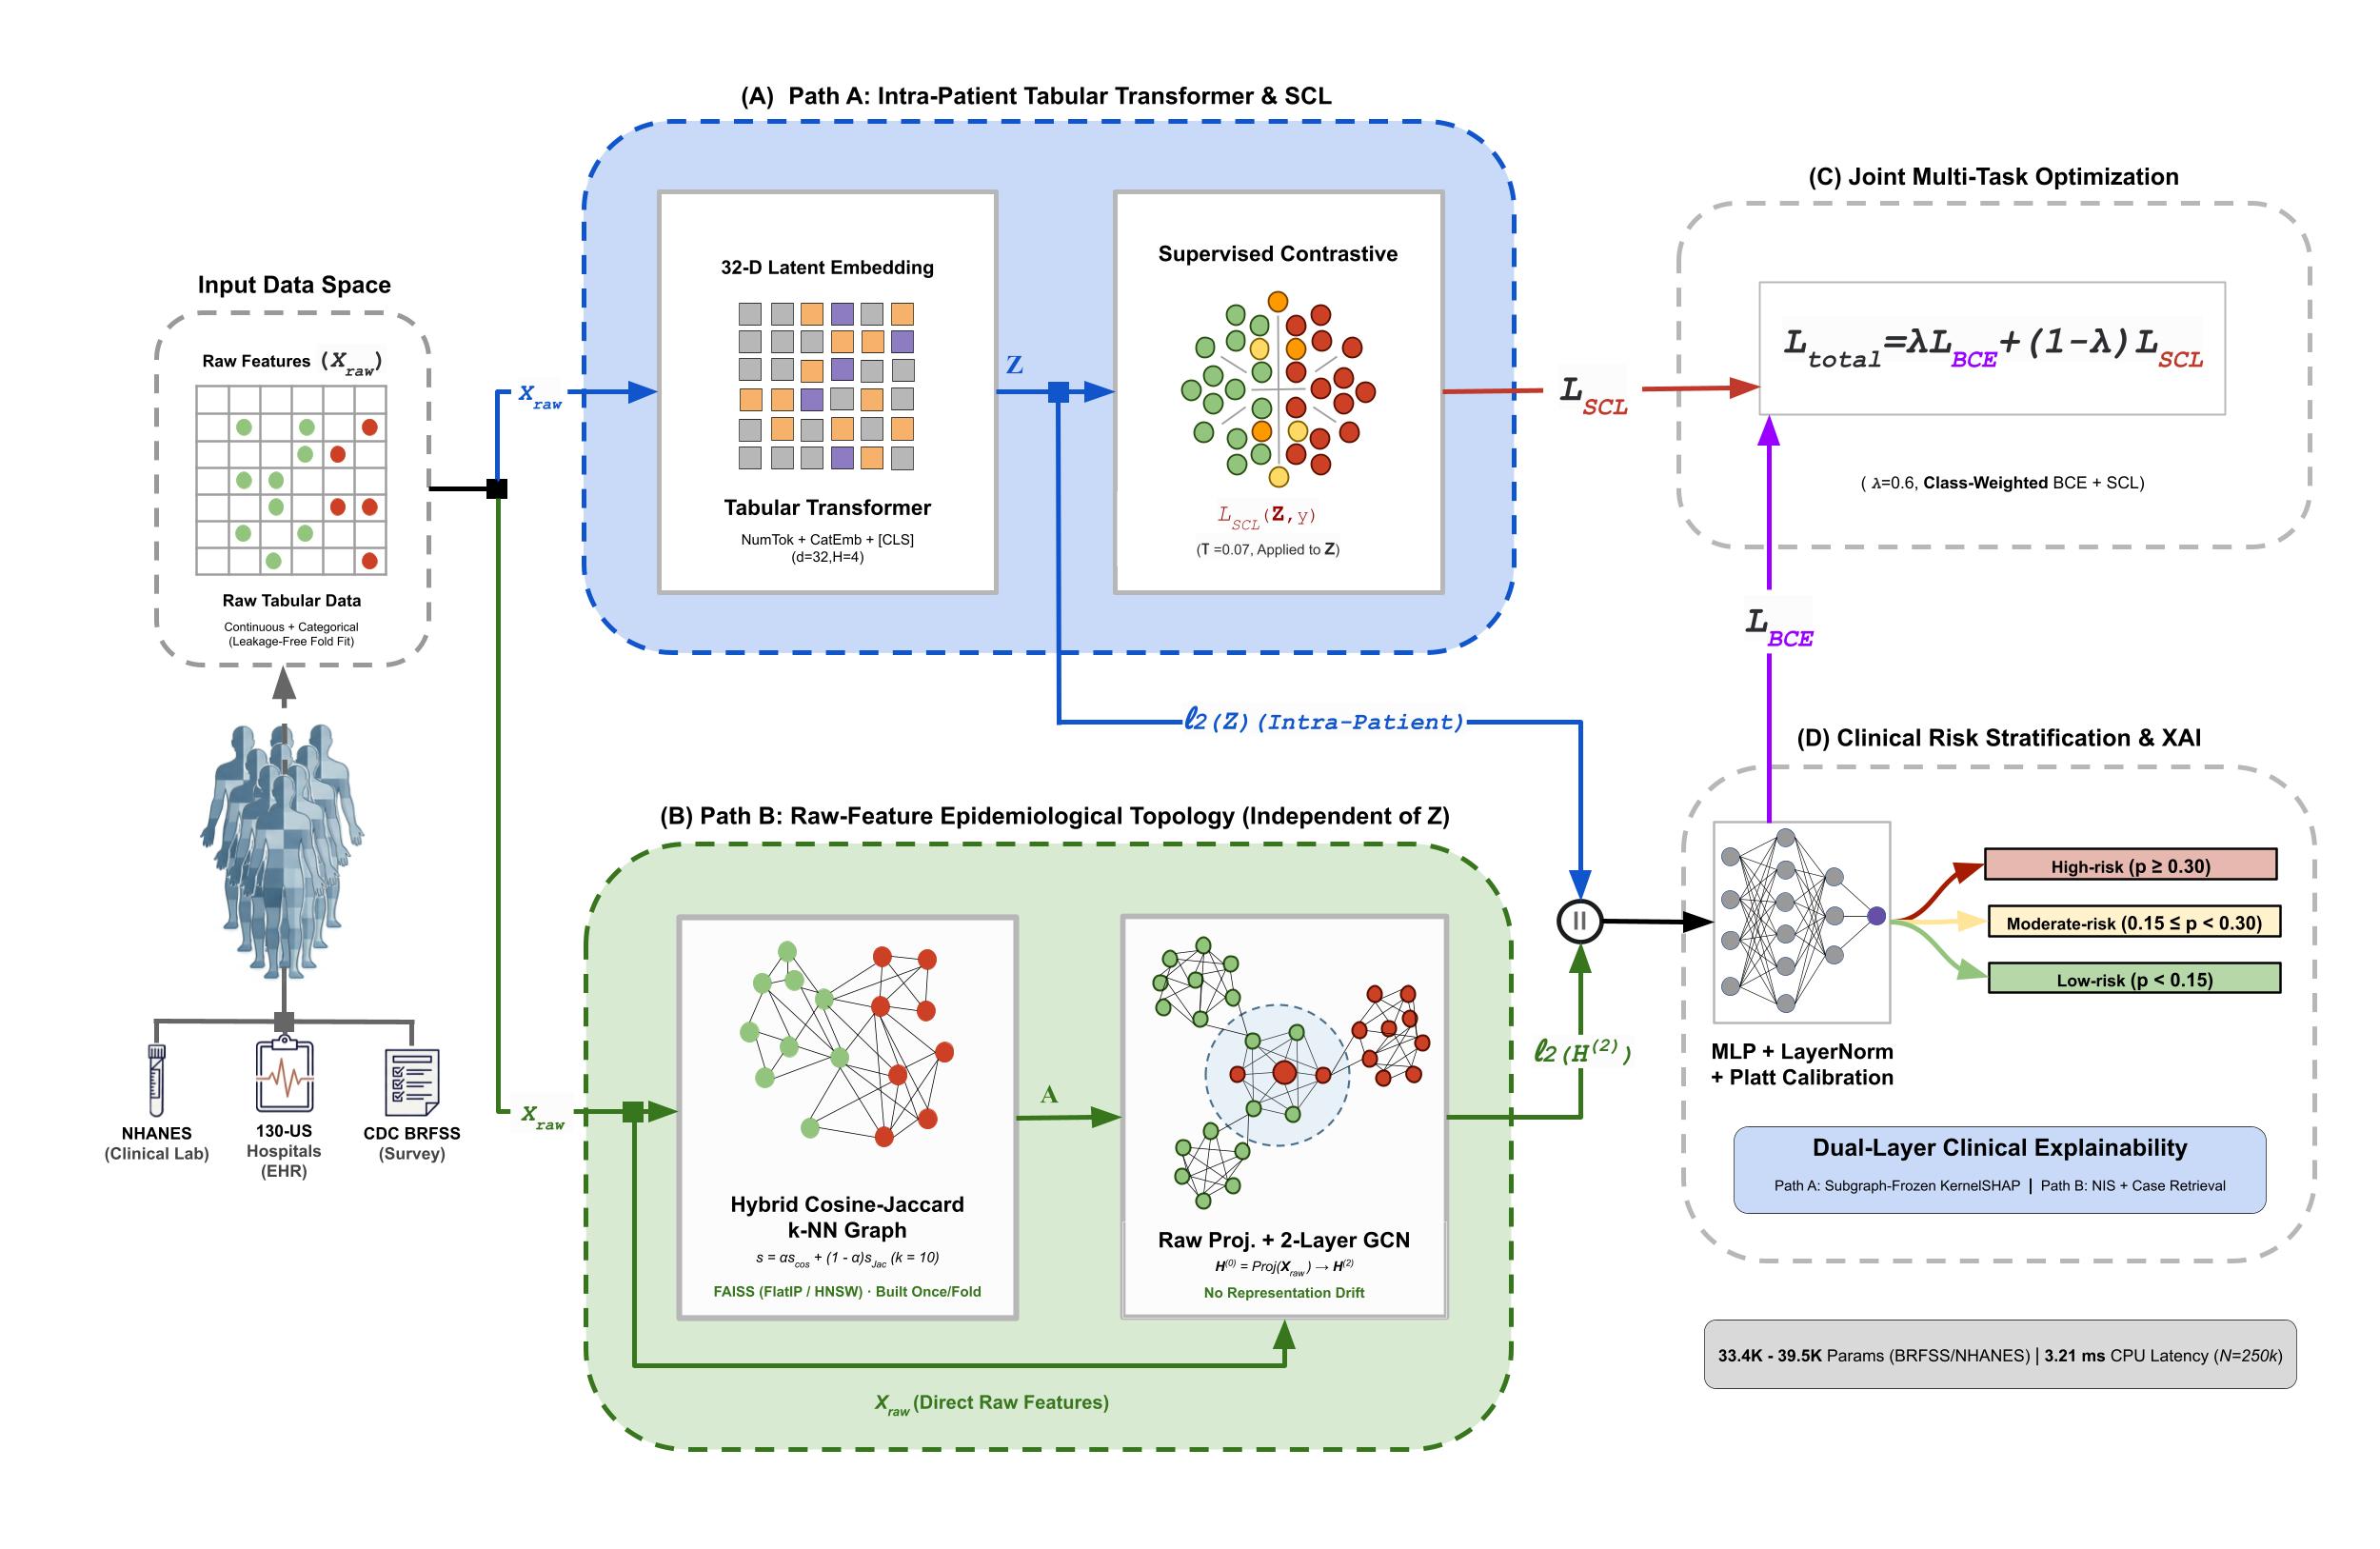 (A) Path A: Intra-Patient Tabular Transformer & SCL
32-D Latent Embedding
Tabular Transformer
NumTok + CatEmb + [CLS]
(d=32,H=4)
Z
Supervised Contrastive
L_SCL(Z,y)
(T =0.07, Applied to Z)
L_SCL
(C) Joint Multi-Task Optimization
L_total=λL_BCE+(1-λ)L_SCL
( λ=0.6, Class-Weighted BCE + SCL)
L_BCE
Input Data Space
Raw Features (X_raw)
Raw Tabular Data
Continuous + Categorical
(Leakage-Free Fold Fit)
X_raw
NHANES
(Clinical Lab)
130-US
Hospitals
(EHR)
CDC BRFSS
(Survey)
ℓ2(Z)(Intra-Patient)
(B) Path B: Raw-Feature Epidemiological Topology (Independent of Z)
X_raw
Hybrid Cosine-Jaccard
k-NN Graph
s = αs_cos + (1 - α)s_Jac (k = 10)
FAISS (FlatIP / HNSW) · Built Once/Fold
A
Raw Proj. + 2-Layer GCN
H^(0) = Proj(X_raw) → H^(2)
No Representation Drift
X_raw (Direct Raw Features)
ℓ2(H^(2))
||
(D) Clinical Risk Stratification & XAI
High-risk (p ≥ 0.30)
Moderate-risk (0.15 ≤ p < 0.30)
Low-risk (p < 0.15)
MLP + LayerNorm
+ Platt Calibration
Dual-Layer Clinical Explainability
Path A: Subgraph-Frozen KernelSHAP | Path B: NIS + Case Retrieval
33.4K - 39.5K Params (BRFSS/NHANES) | 3.21 ms CPU Latency (N=250k)